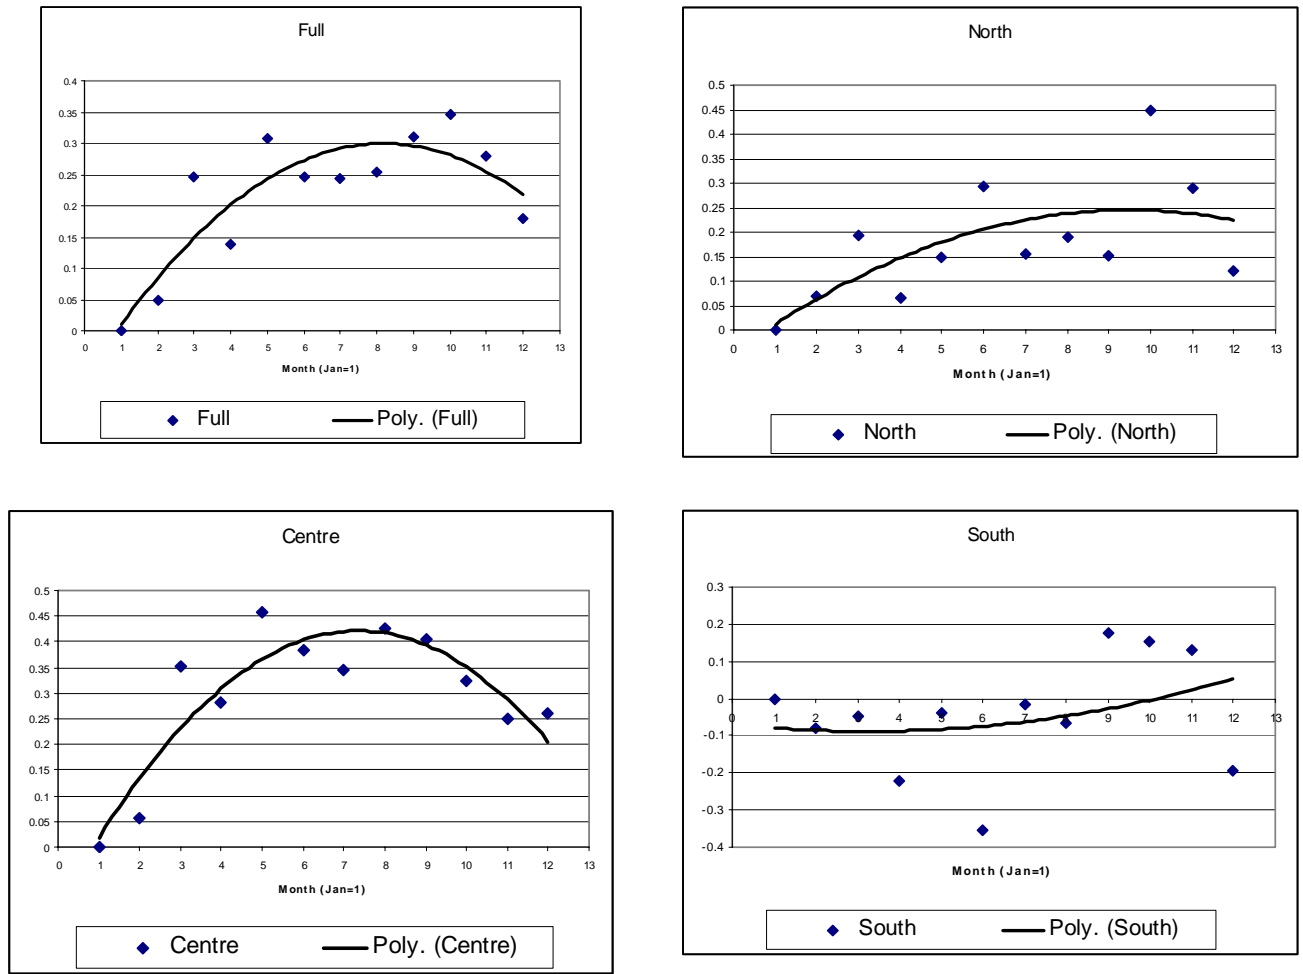 Full
0.4
0.35
0.3
0.25
0.2
0.15
0.1
0.05
0
0 1 2 3 4 5 6 7 8 9 10 11 12 13
Month (Jan=1)
Full Poly. (Full)
North
0.5
0.45
0.4
0.35
0.3
0.25
0.2
0.15
0.1
0.05
0
0 1 2 3 4 5 6 7 8 9 10 11 12 13
Month (Jan=1)
North Poly. (North)
Centre
0.5
0.45
0.4
0.35
0.3
0.25
0.2
0.15
0.1
0.05
0
0 1 2 3 4 5 6 7 8 9 10 11 12 13
Month (Jan=1)
Centre Poly. (Centre)
South
0.3
0.2
0.1
0
0 1 2 3 4 5 6 7 8 9 10 11 12 13
-0.1
-0.2
-0.3
-0.4
Month (Jan=1)
South Poly. (South)